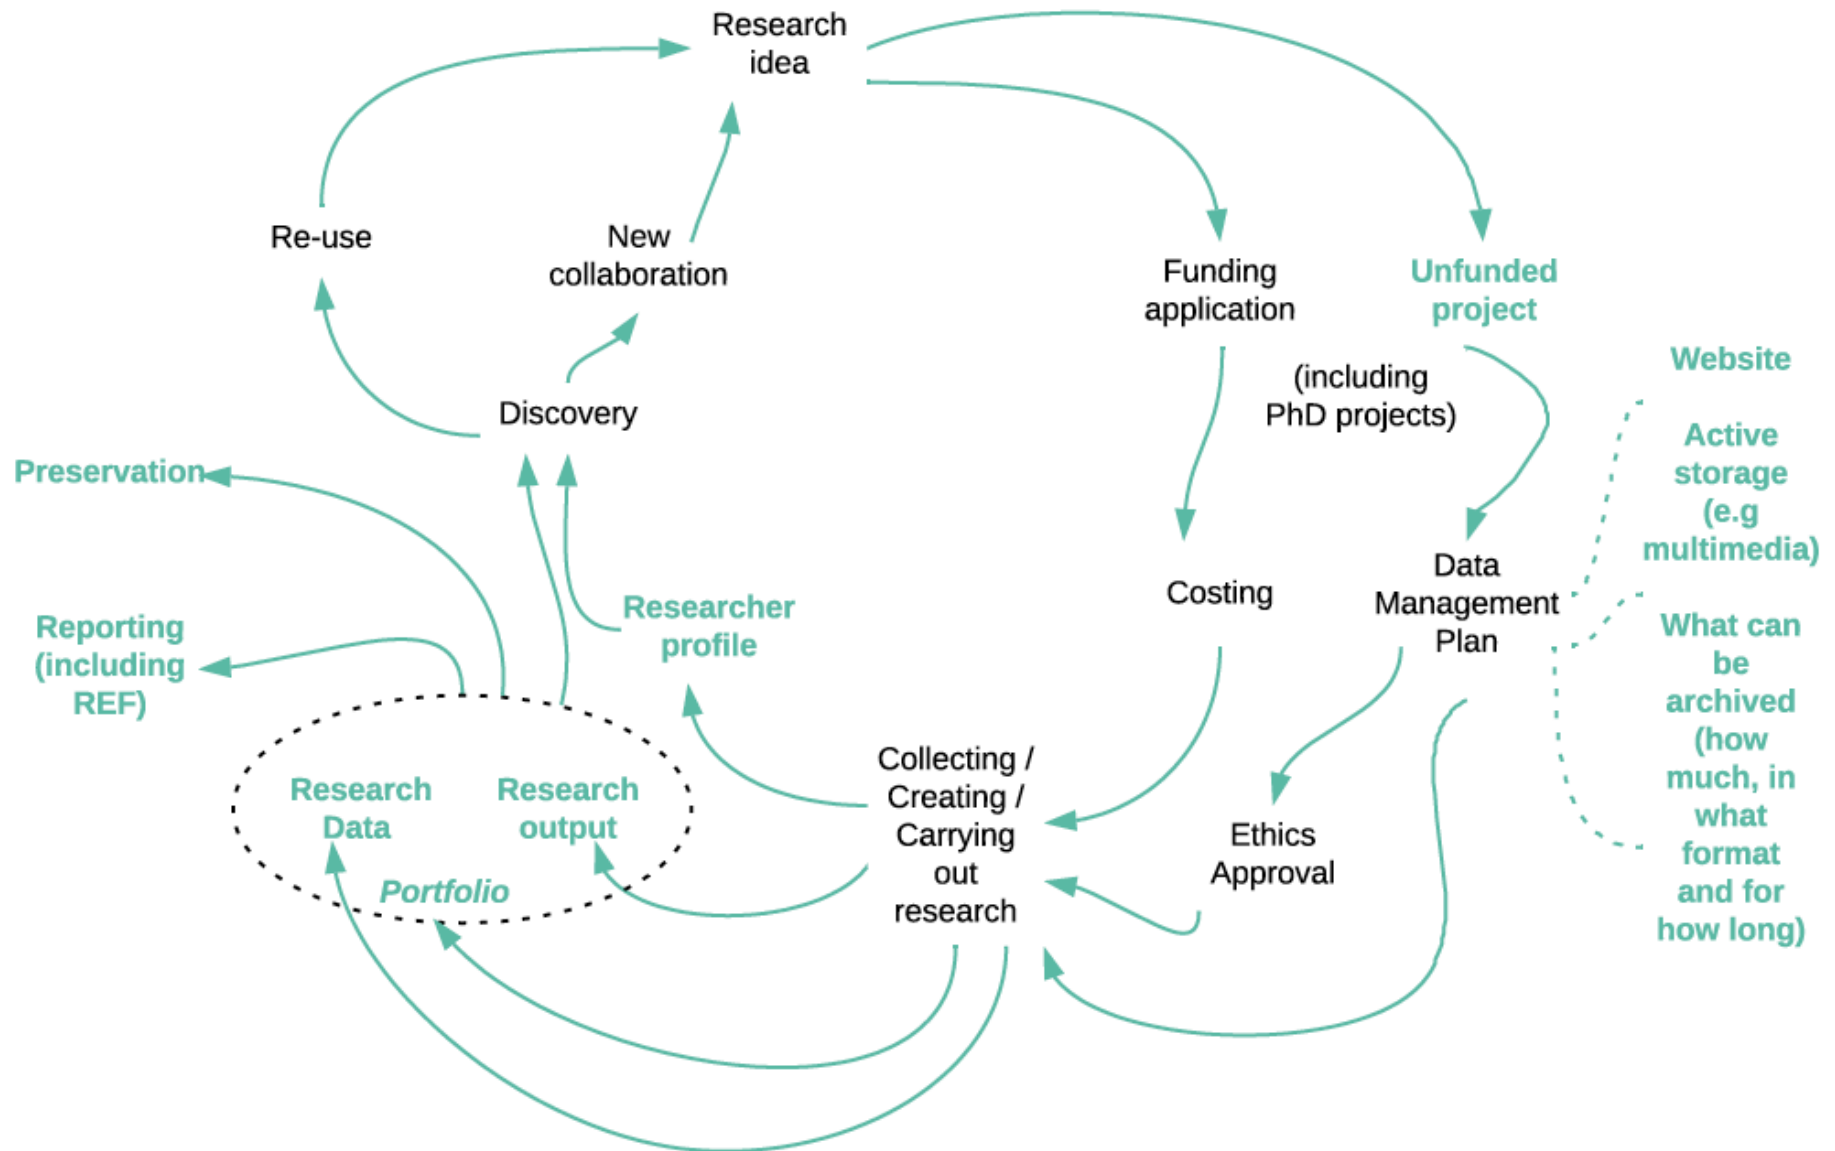 Research
idea
Re-use
New
collaboration
Funding
application
Unfunded
project
(including
PhD projects)
Website
Active
storage
(e.g
multimedia)
Discovery
Preservation
Costing
Data
Management
Plan
What can
be
archived
(how
much, in
what
format
and for
how long)
Researcher
profile
Reporting
(including
REF)
Collecting /
Creating /
Carrying
out
research
Ethics
Approval
Research
Data
Research
output
Portfolio